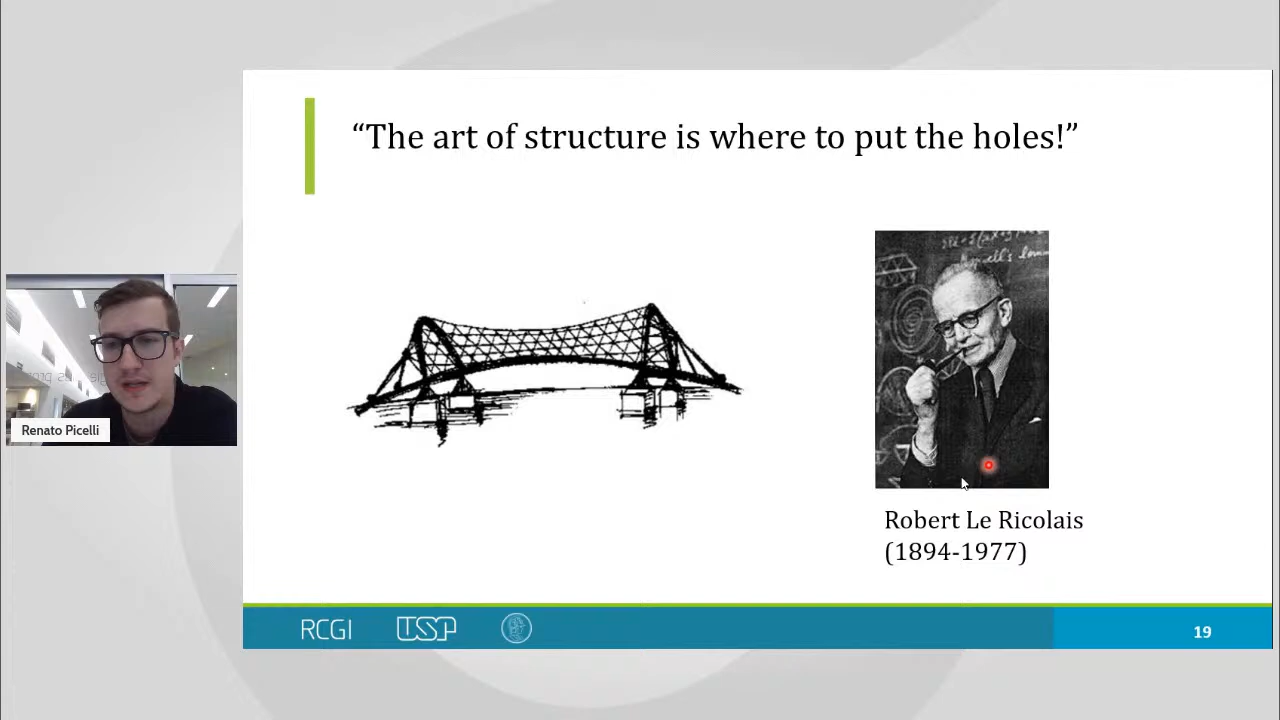 “The art of structure is where to put the holes!”
Renato Picelli
Robert Le Ricolais
(1894-1977)
RCGI
USP
19